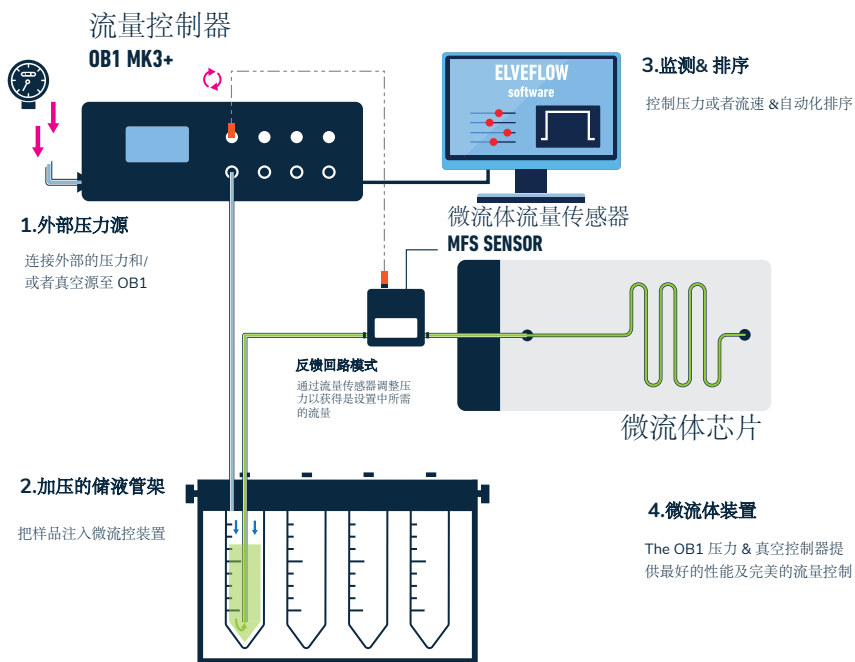 流量控制器
OB1 MK3+
ELVEFLOW
software
3.监测& 排序
控制压力或者流速 &自动化排序
1.外部压力源
连接外部的压力和/
或者真空源至 OB1
微流体流量传感器
MFS SENSOR
反馈回路模式
通过流量传感器调整压
力以获得是设置中所需
的流量
微流体芯片
2.加压的储液管架
把样品注入微流控装置
4.微流体装置
The OB1 压力 & 真空控制器提
供最好的性能及完美的流量控制